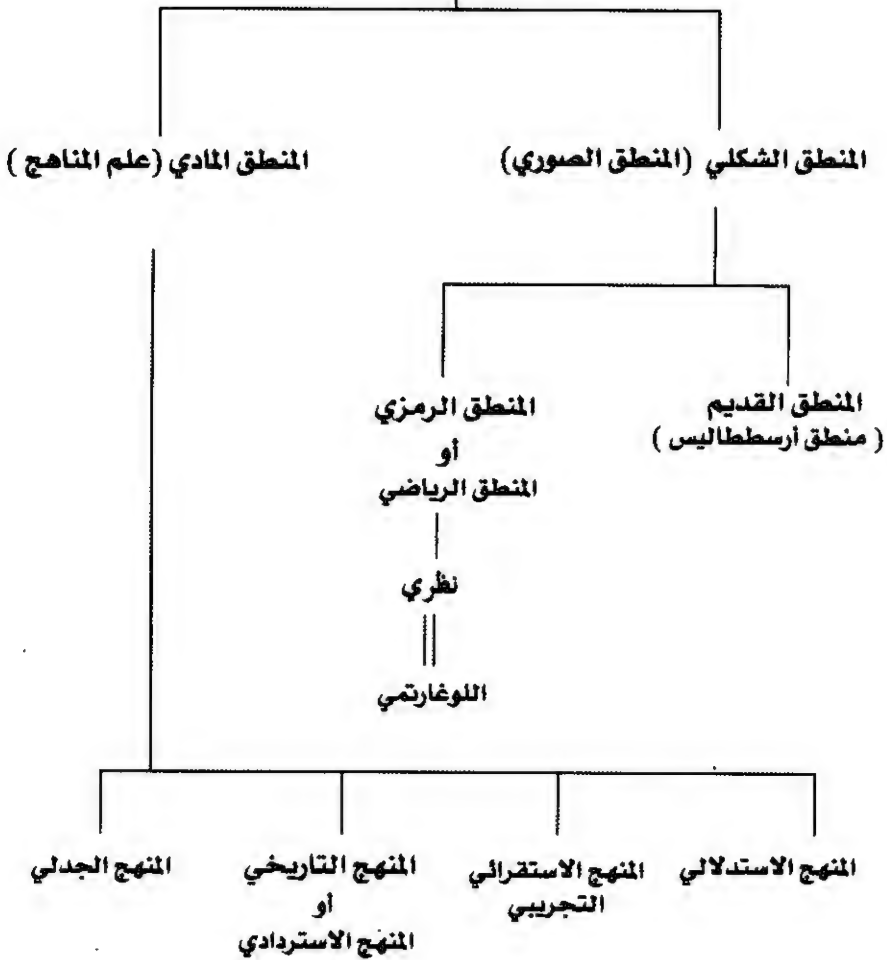 المنطق الشكلي (المنطق الصوري)
المنطق المادي (علم المناهج)
المنطق القديم
(منطق أرسططاليس)
المنطق الرمزي
أو
المنطق الرياضي
نظري
اللوغارتمي
المنهج الاستدلالي
المنهج الاستقرائي
التجريبي
المنهج التاريخي
أو
المنهج الاستردادي
المنهج الجدلي